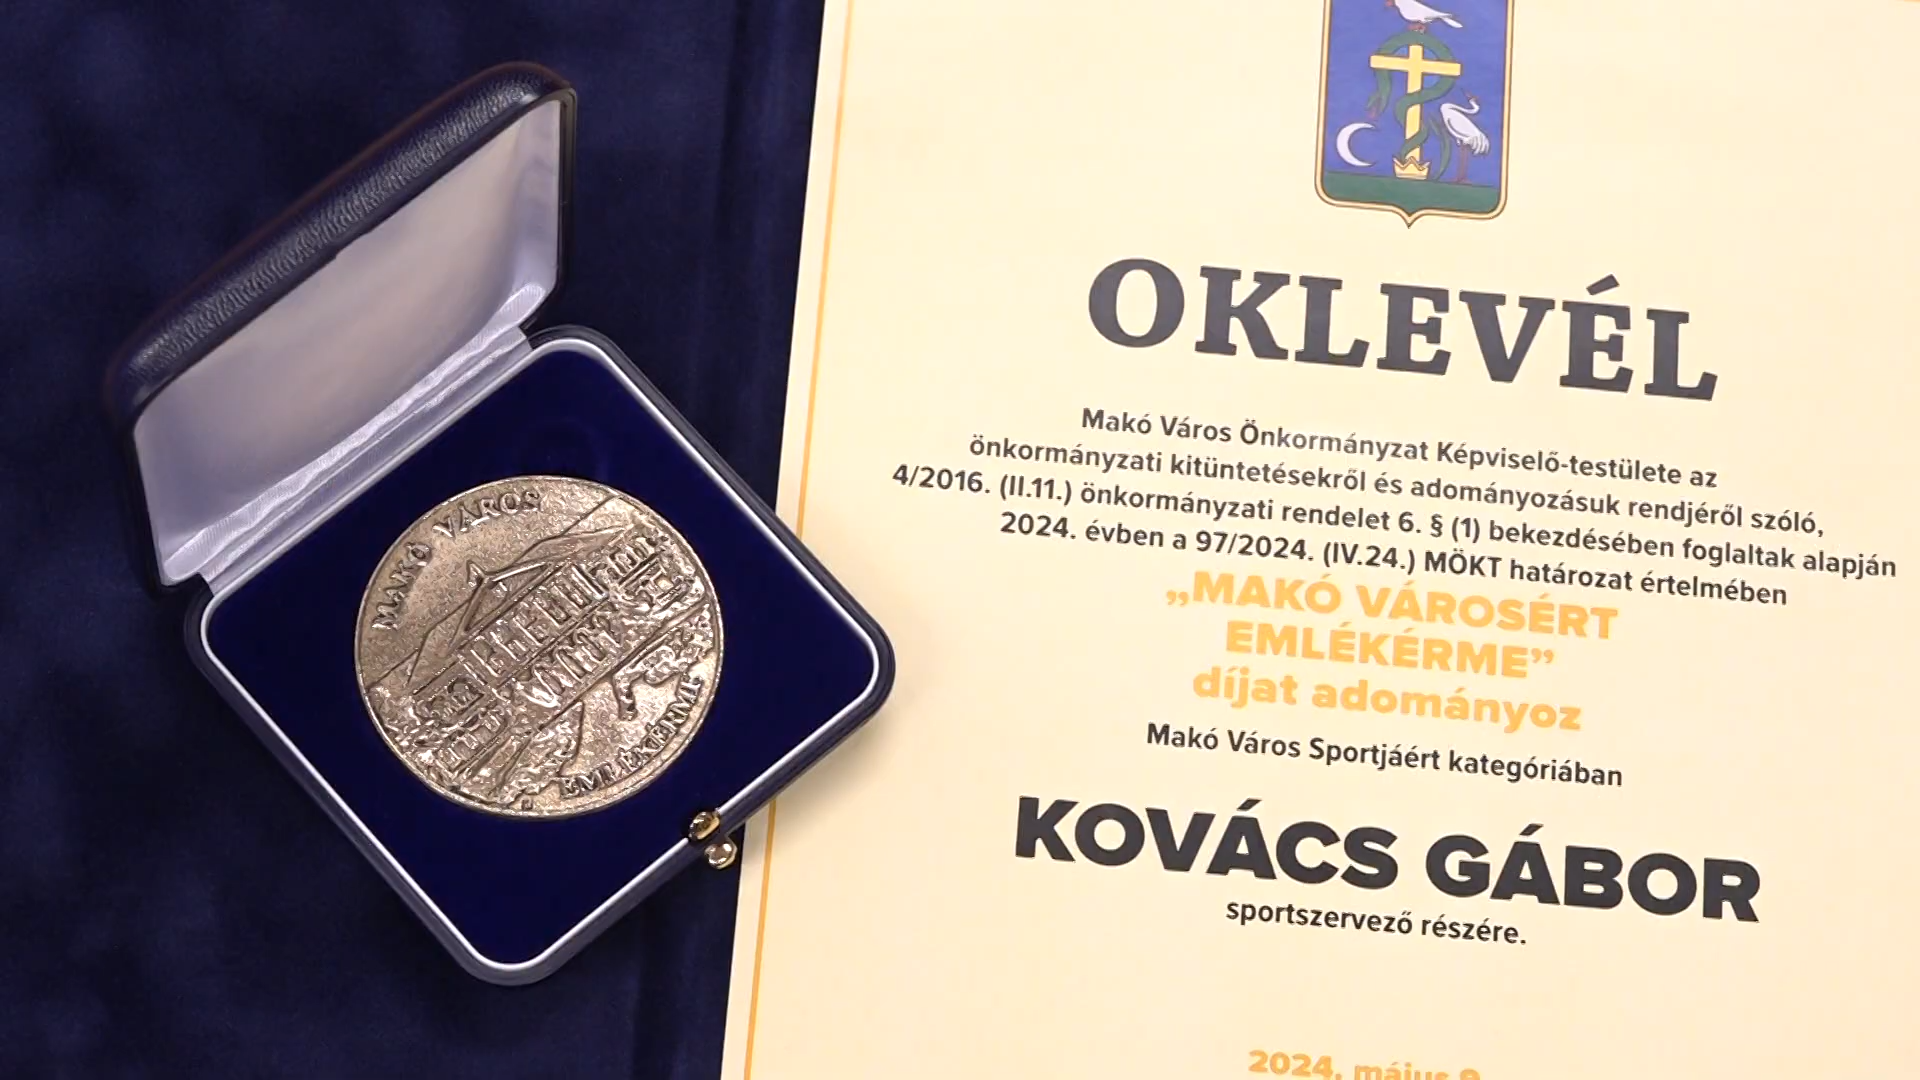 MAKÓ VÁROS
EMLÉKÉRME
OKLEVÉL
Makó Város Önkormányzat Képviselő-testülete az
önkormányzati kitüntetésekről és adományozásuk rendjéről szóló,
4/2016. (II.11.) önkormányzati rendelet 6. § (1) bekezdésében foglaltak alapján
2024. évben a 97/2024. (IV.24.) MÖKT határozat értelmében
„MAKÓ VÁROSÉRT
EMLÉKÉRME”
díjat adományoz
Makó Város Sportjáért kategóriában
KOVÁCS GÁBOR
sportszervező részére.
2024. május 9.